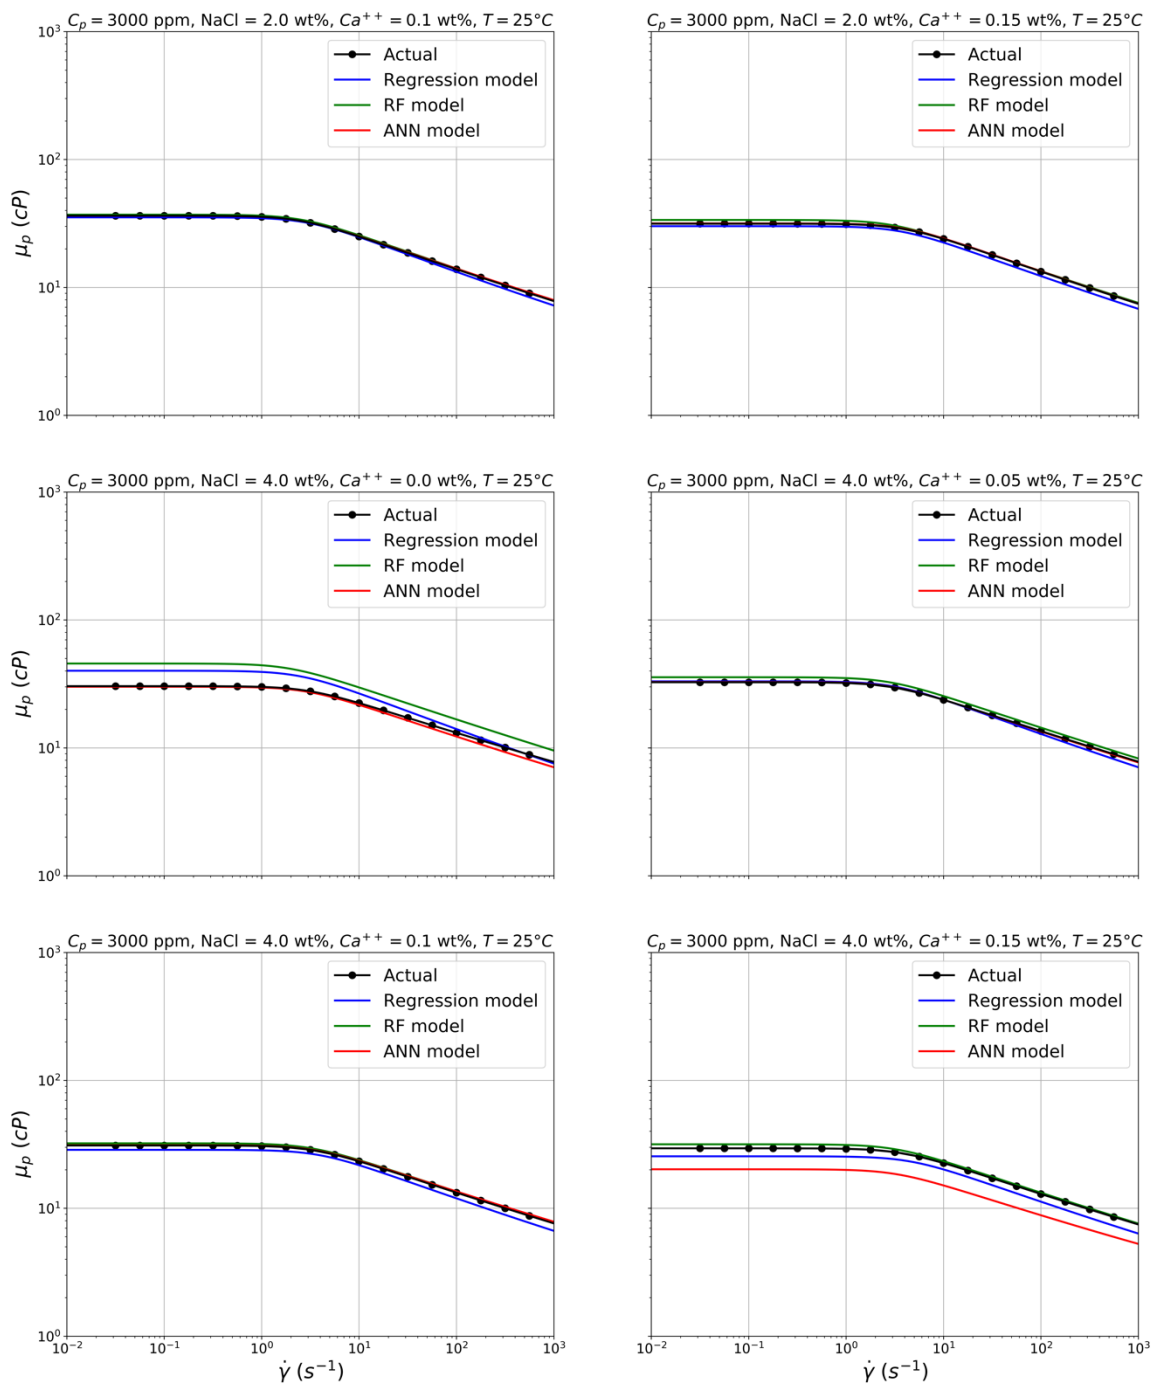 C_p = 3000 ppm, NaCl = 2.0 wt%, Ca^{++} = 0.1 wt%, T = 25°C
10^3
10^2
10^1
10^0
μ_p (cP)
Actual
Regression model
RF model
ANN model
C_p = 3000 ppm, NaCl = 2.0 wt%, Ca^{++} = 0.15 wt%, T = 25°C
Actual
Regression model
RF model
ANN model
C_p = 3000 ppm, NaCl = 4.0 wt%, Ca^{++} = 0.0 wt%, T = 25°C
10^3
10^2
10^1
10^0
μ_p (cP)
Actual
Regression model
RF model
ANN model
C_p = 3000 ppm, NaCl = 4.0 wt%, Ca^{++} = 0.05 wt%, T = 25°C
Actual
Regression model
RF model
ANN model
C_p = 3000 ppm, NaCl = 4.0 wt%, Ca^{++} = 0.1 wt%, T = 25°C
10^3
10^2
10^1
10^0
μ_p (cP)
Actual
Regression model
RF model
ANN model
10^{-2} 10^{-1} 10^0 10^1 10^2 10^3
γ̇ (s^{-1})
C_p = 3000 ppm, NaCl = 4.0 wt%, Ca^{++} = 0.15 wt%, T = 25°C
Actual
Regression model
RF model
ANN model
10^{-2} 10^{-1} 10^0 10^1 10^2 10^3
γ̇ (s^{-1})